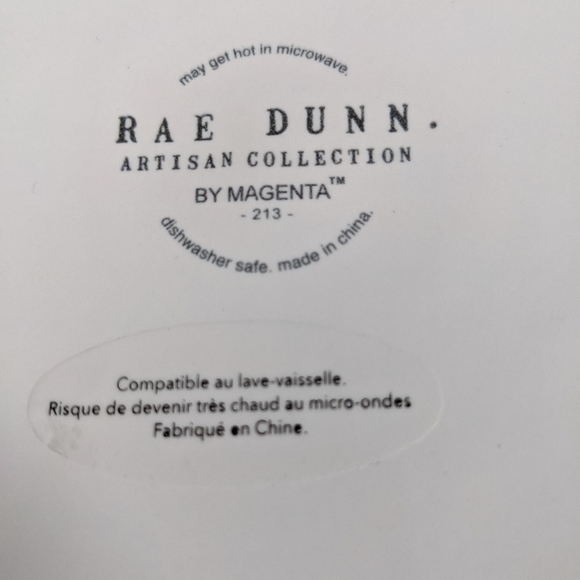 may get hot in microwave.
RAE DUNN.
ARTISAN COLLECTION
BY MAGENTA™
- 213 -
dishwasher safe. made in china.
Compatible au lave-vaisselle.
Risque de devenir très chaud au micro-ondes
Fabriqué en Chine.